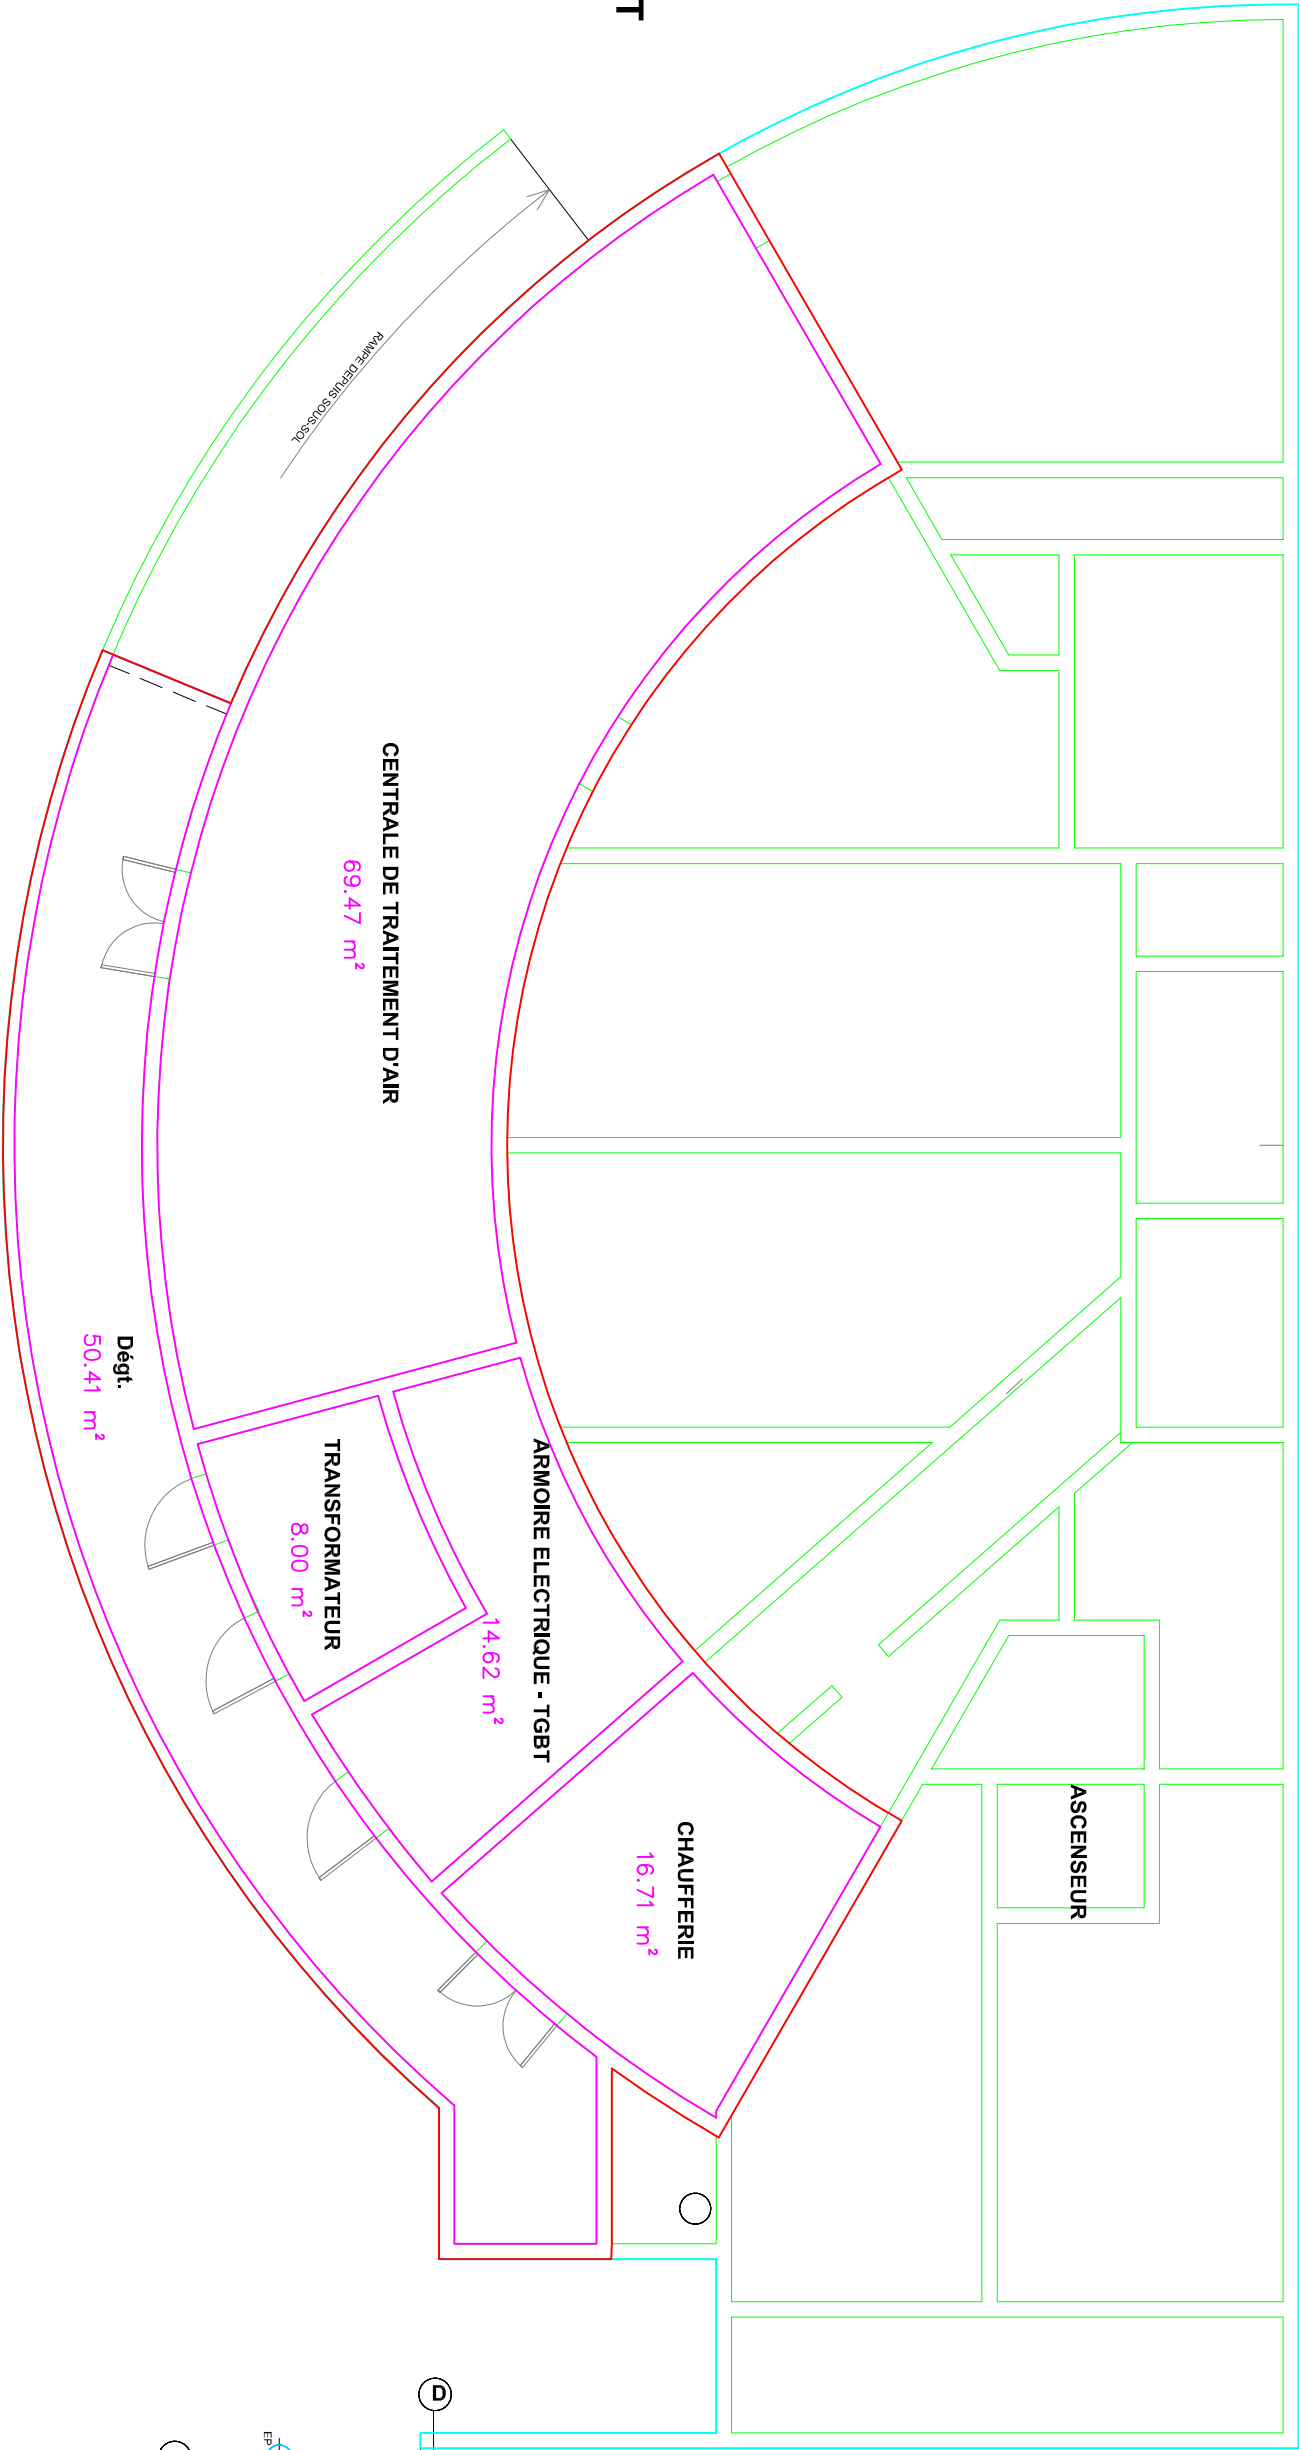 T
RAMPE DEPUIS SOUS-SOL
CENTRALE DE TRAITEMENT D'AIR
69.47 m²
Dégt.
50.41 m²
TRANSFORMATEUR
8.00 m²
ARMOIRE ELECTRIQUE - TGBT
14.62 m²
CHAUFFERIE
16.71 m²
ASCENSEUR
D
EP